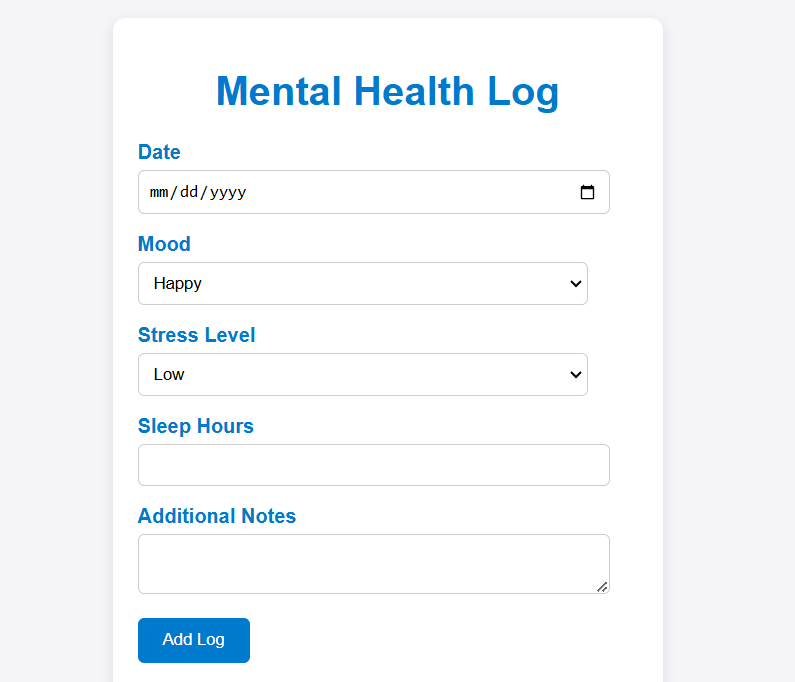 Mental Health Log
Date
mm/dd/yyyy
Mood
Happy
Stress Level
Low
Sleep Hours
Additional Notes
Add Log